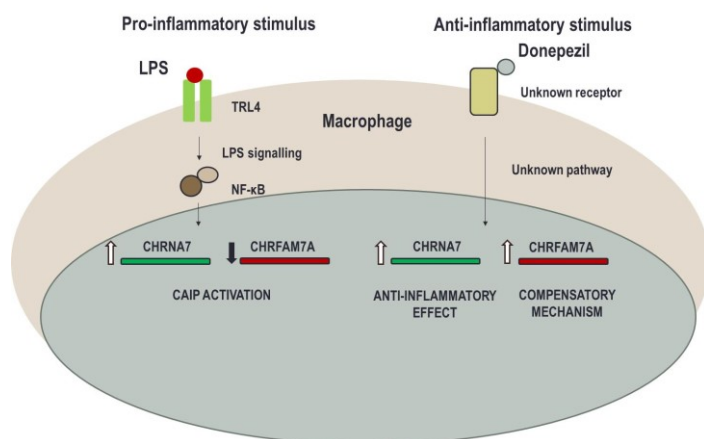 Pro-inflammatory stimulus
Anti-inflammatory stimulus
Donepezil
LPS
Unknown receptor
TRL4
Macrophage
LPS signalling
Unknown pathway
NF-κB
CHRNA7
CHRFAM7A
CHRNA7
CHRFAM7A
CAIP ACTIVATION
ANTI-INFLAMMATORY
EFFECT
COMPENSATORY
MECHANISM